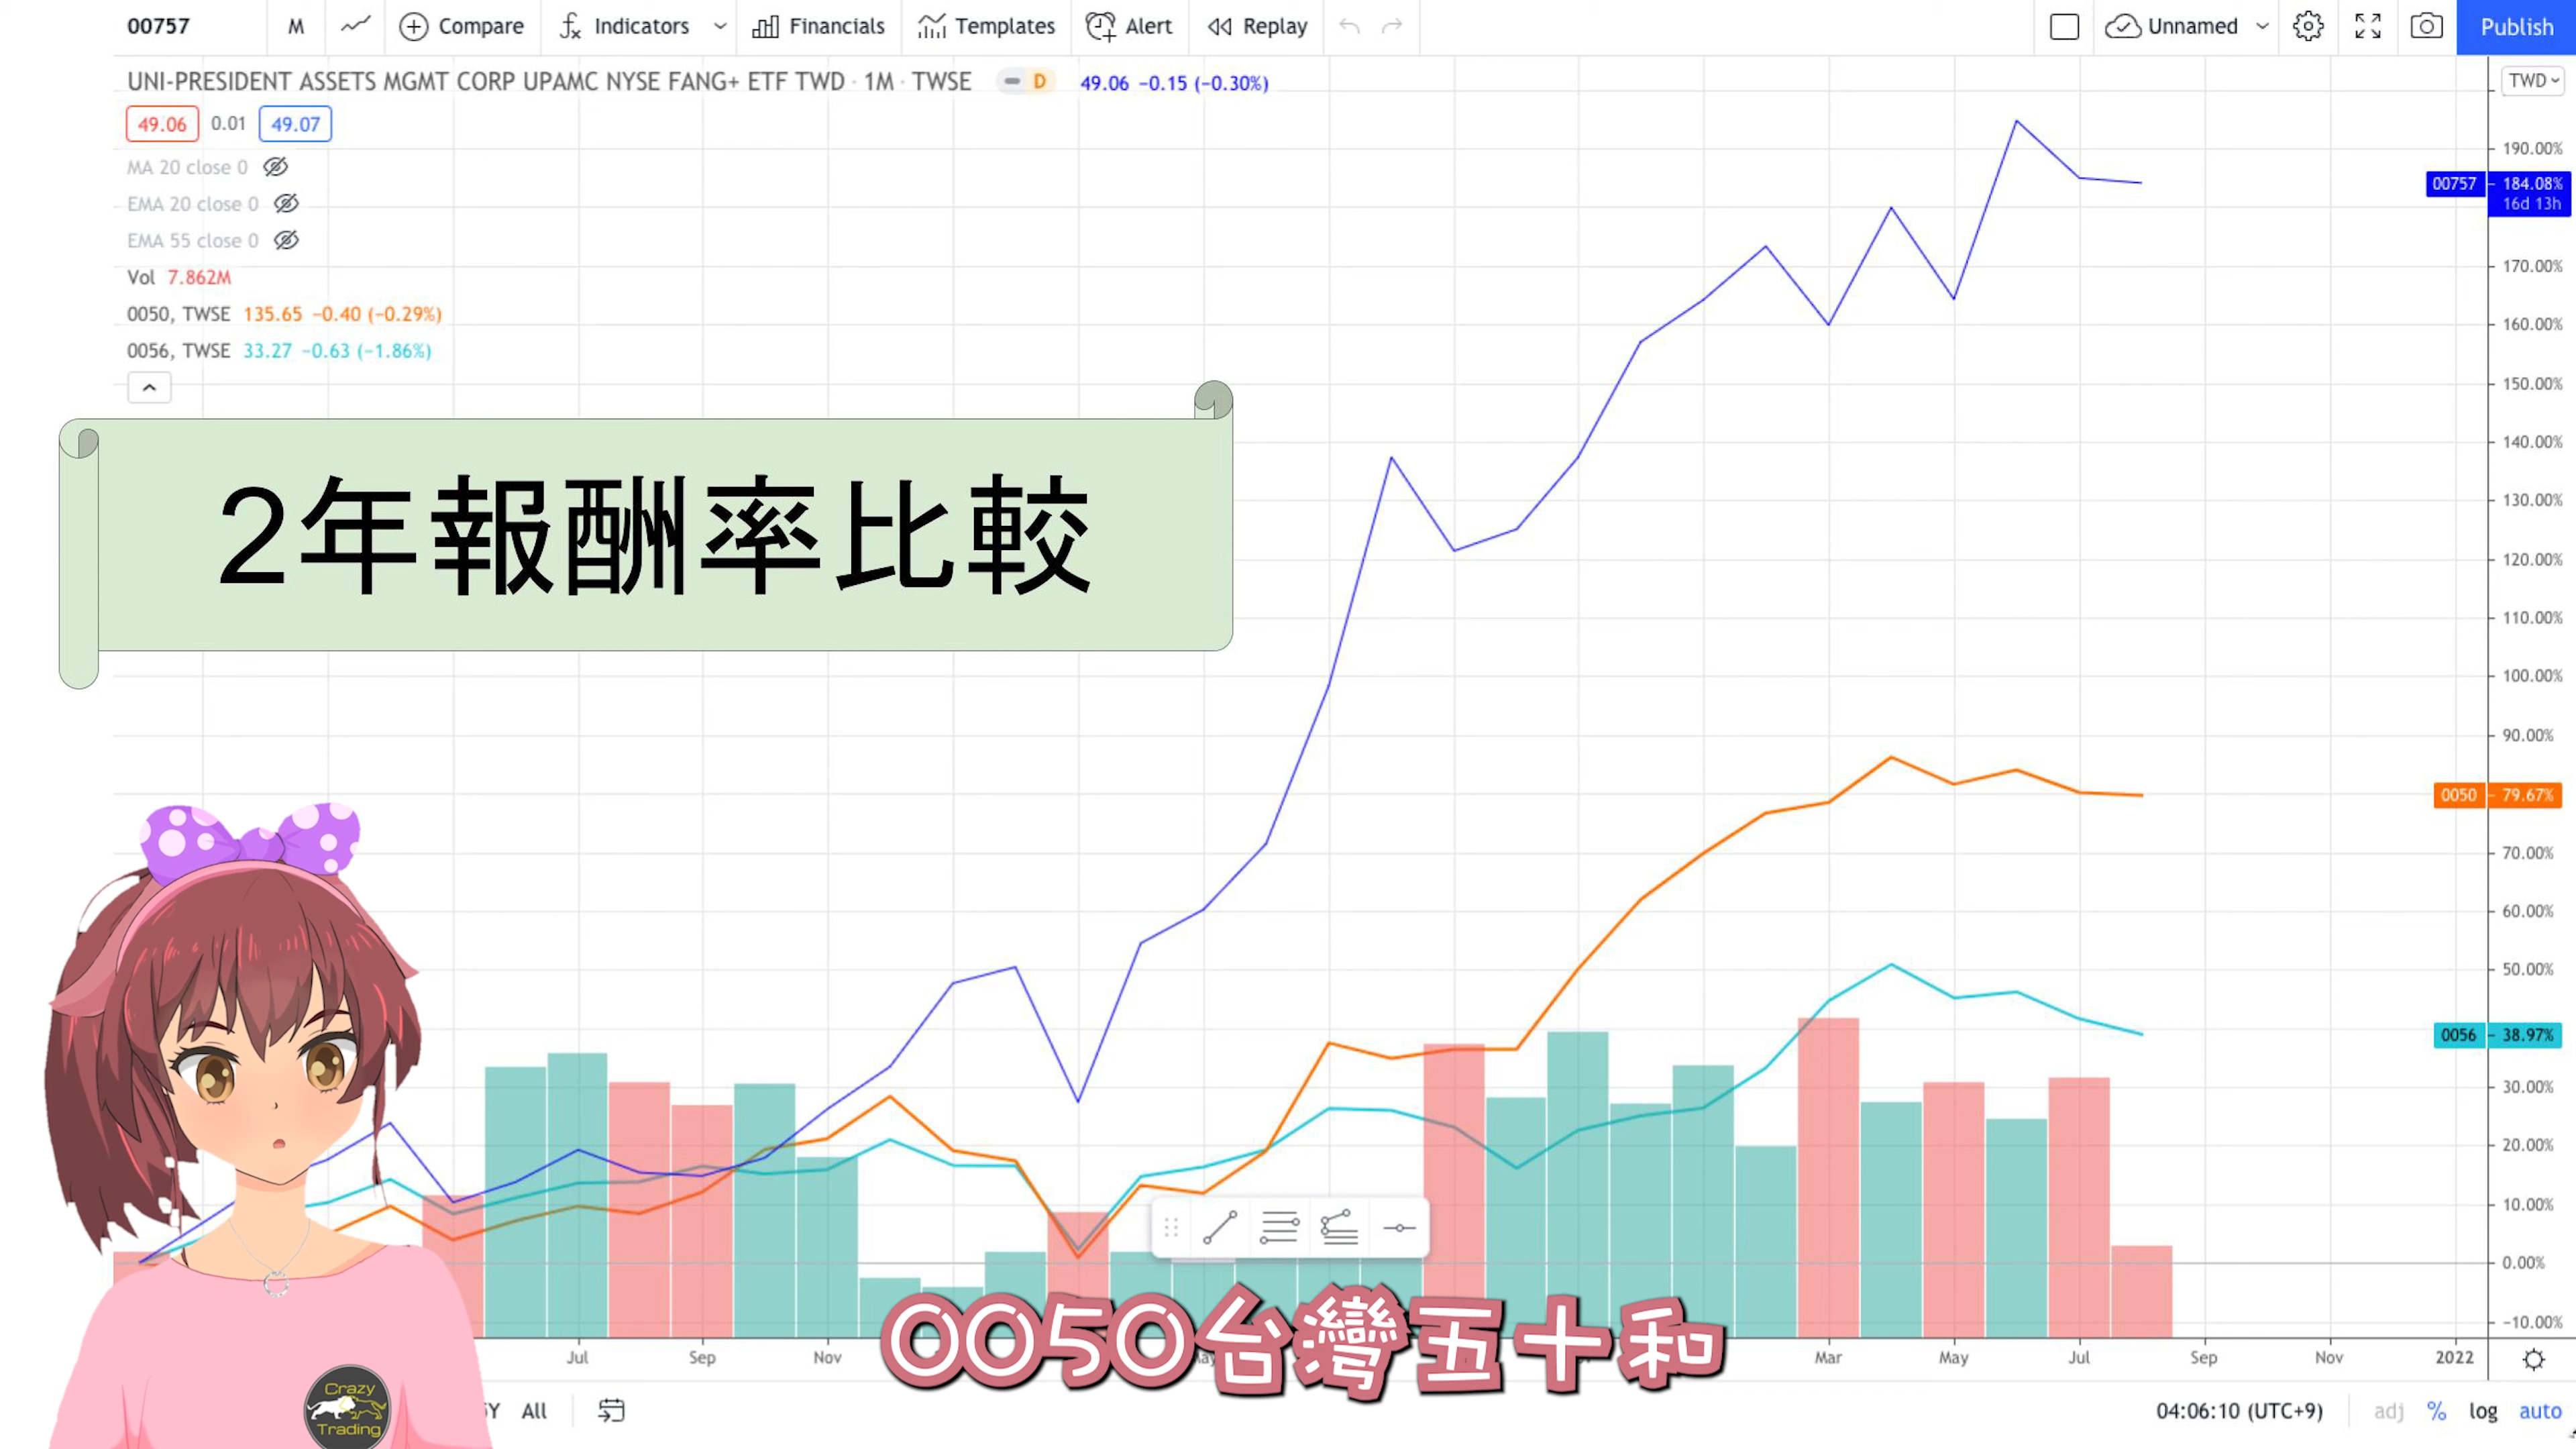 00757 M Compare Indicators Financials Templates Alert Replay Unnamed Publish
UNI-PRESIDENT ASSETS MGMT CORP UPAMC NYSE FANG+ ETF TWD · 1M · TWSE D 49.06 −0.15 (−0.30%) TWD
49.06 0.01 49.07
MA 20 close 0
EMA 20 close 0
EMA 55 close 0
Vol 7.862M
0050, TWSE 135.65 −0.40 (−0.29%)
0056, TWSE 33.27 −0.63 (−1.86%)
2年報酬率比較
190.00%
00757 184.08%
16d 13h
170.00%
160.00%
150.00%
140.00%
130.00%
120.00%
110.00%
100.00%
90.00%
0050 79.67%
70.00%
60.00%
50.00%
0056 38.97%
30.00%
20.00%
10.00%
0.00%
−10.00%
0050台灣五十和
Jul Sep Nov Mar May Jul Sep Nov 2022
Crazy
Trading
All
04:06:10 (UTC+9) adj % log auto